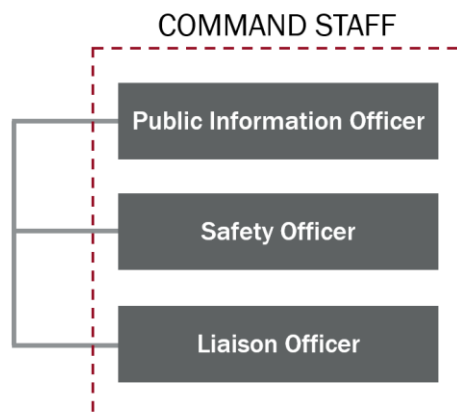 COMMAND STAFF
Public Information Officer
Safety Officer
Liaison Officer